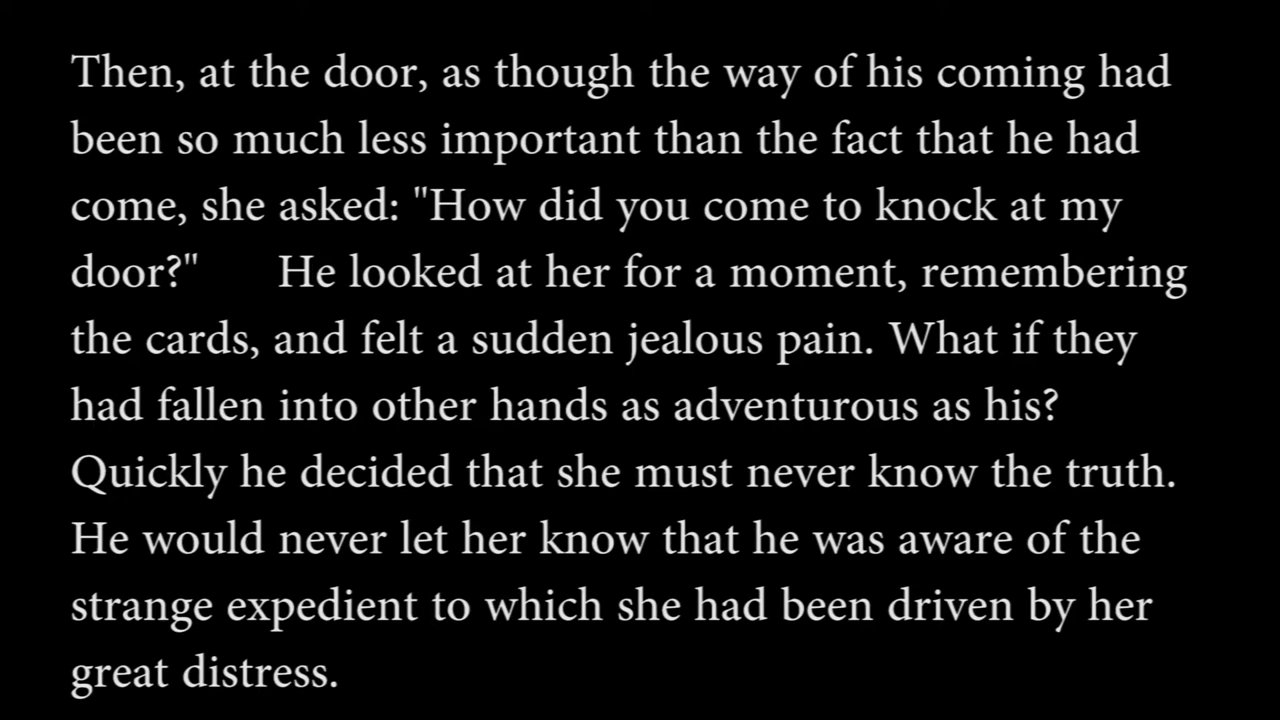 Then, at the door, as though the way of his coming had
been so much less important than the fact that he had
come, she asked: "How did you come to knock at my
door?" He looked at her for a moment, remembering
the cards, and felt a sudden jealous pain. What if they
had fallen into other hands as adventurous as his?
Quickly he decided that she must never know the truth.
He would never let her know that he was aware of the
strange expedient to which she had been driven by her
great distress.